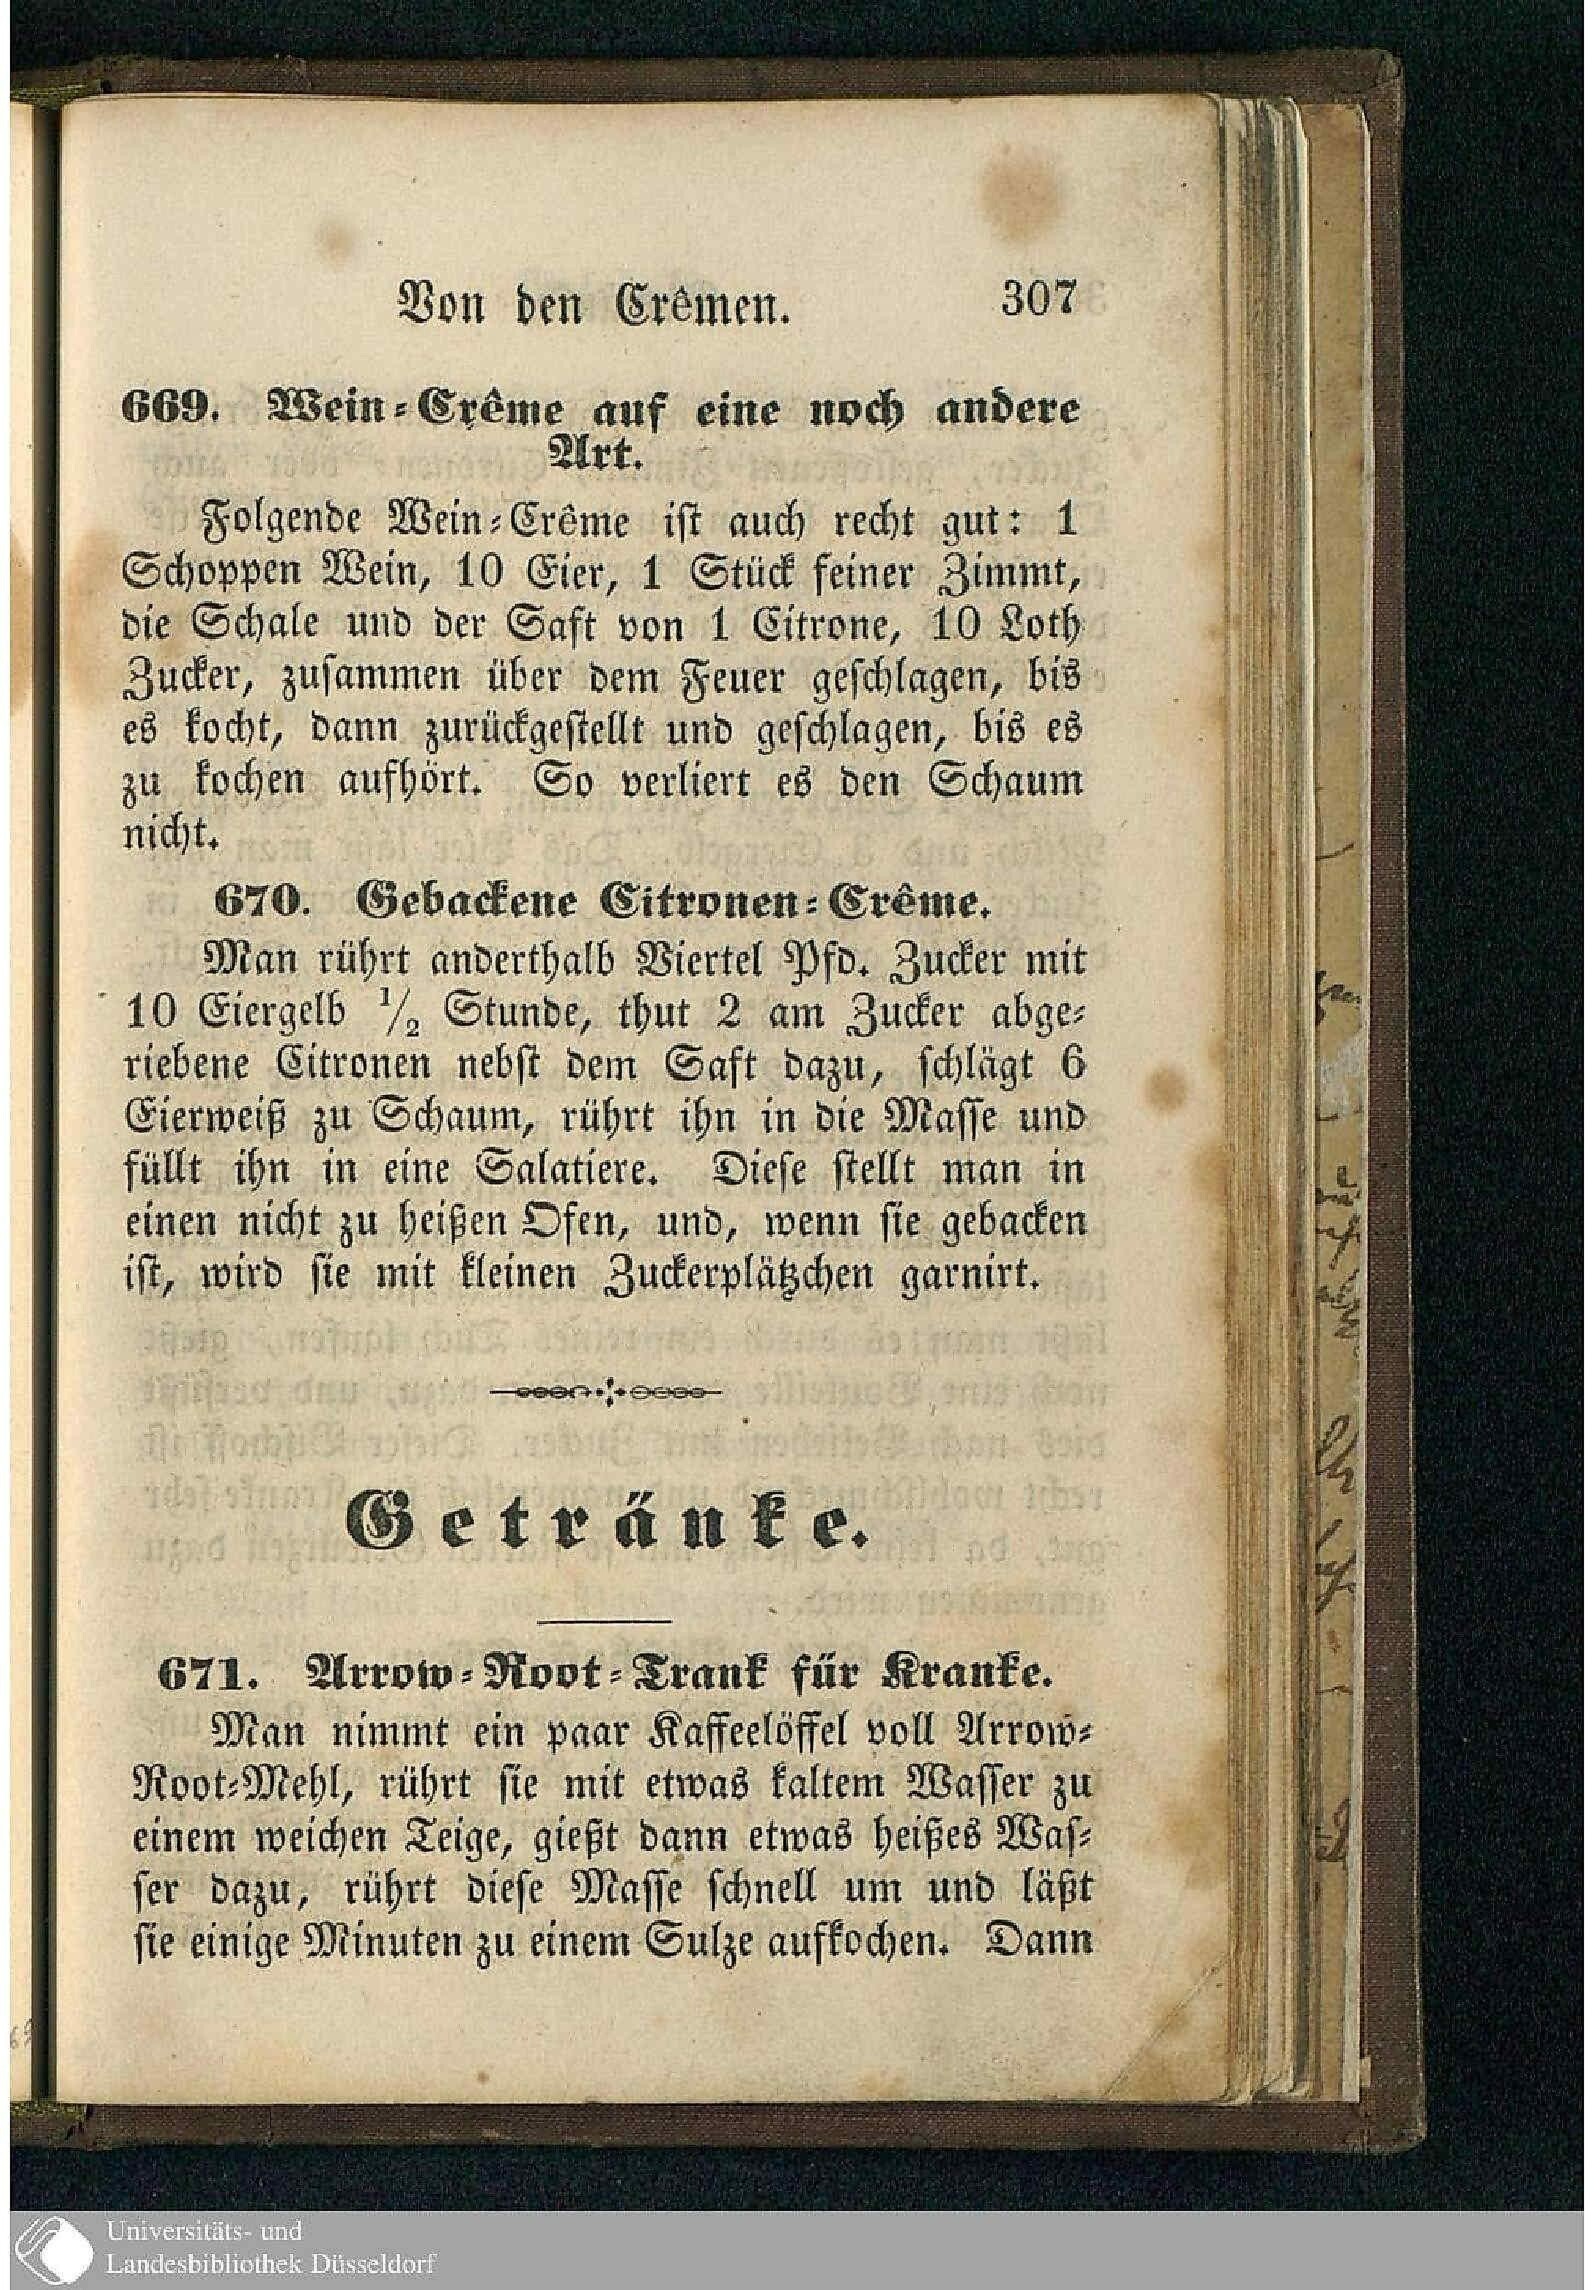 Von den Crêmen. 307
669. Wein-Crême auf eine noch andere
Art.
Folgende Wein-Crême ist auch recht gut: 1
Schoppen Wein, 10 Eier, 1 Stück feiner Zimmt,
die Schale und der Saft von 1 Citrone, 10 Loth
Zucker, zusammen über dem Feuer geschlagen, bis
es kocht, dann zurückgestellt und geschlagen, bis es
zu kochen aufhört. So verliert es den Schaum
nicht.
670. Gebackene Citronen-Crême.
Man rührt anderthalb Viertel Pfd. Zucker mit
10 Eiergelb 1/2 Stunde, thut 2 am Zucker abge-
riebene Citronen nebst dem Saft dazu, schlägt 6
Eierweiß zu Schaum, rührt ihn in die Masse und
füllt ihn in eine Salatiere. Diese stellt man in
einen nicht zu heißen Ofen, und, wenn sie gebacken
ist, wird sie mit kleinen Zuckerplätzchen garnirt.
Getränke.
671. Arrow-Root-Trank für Kranke.
Man nimmt ein paar Kaffeelöffel voll Arrow-
Root-Mehl, rührt sie mit etwas kaltem Wasser zu
einem weichen Teige, gießt dann etwas heißes Was-
ser dazu, rührt diese Masse schnell um und läßt
sie einige Minuten zu einem Sulze aufkochen. Dann
Universitäts- und
Landesbibliothek Düsseldorf